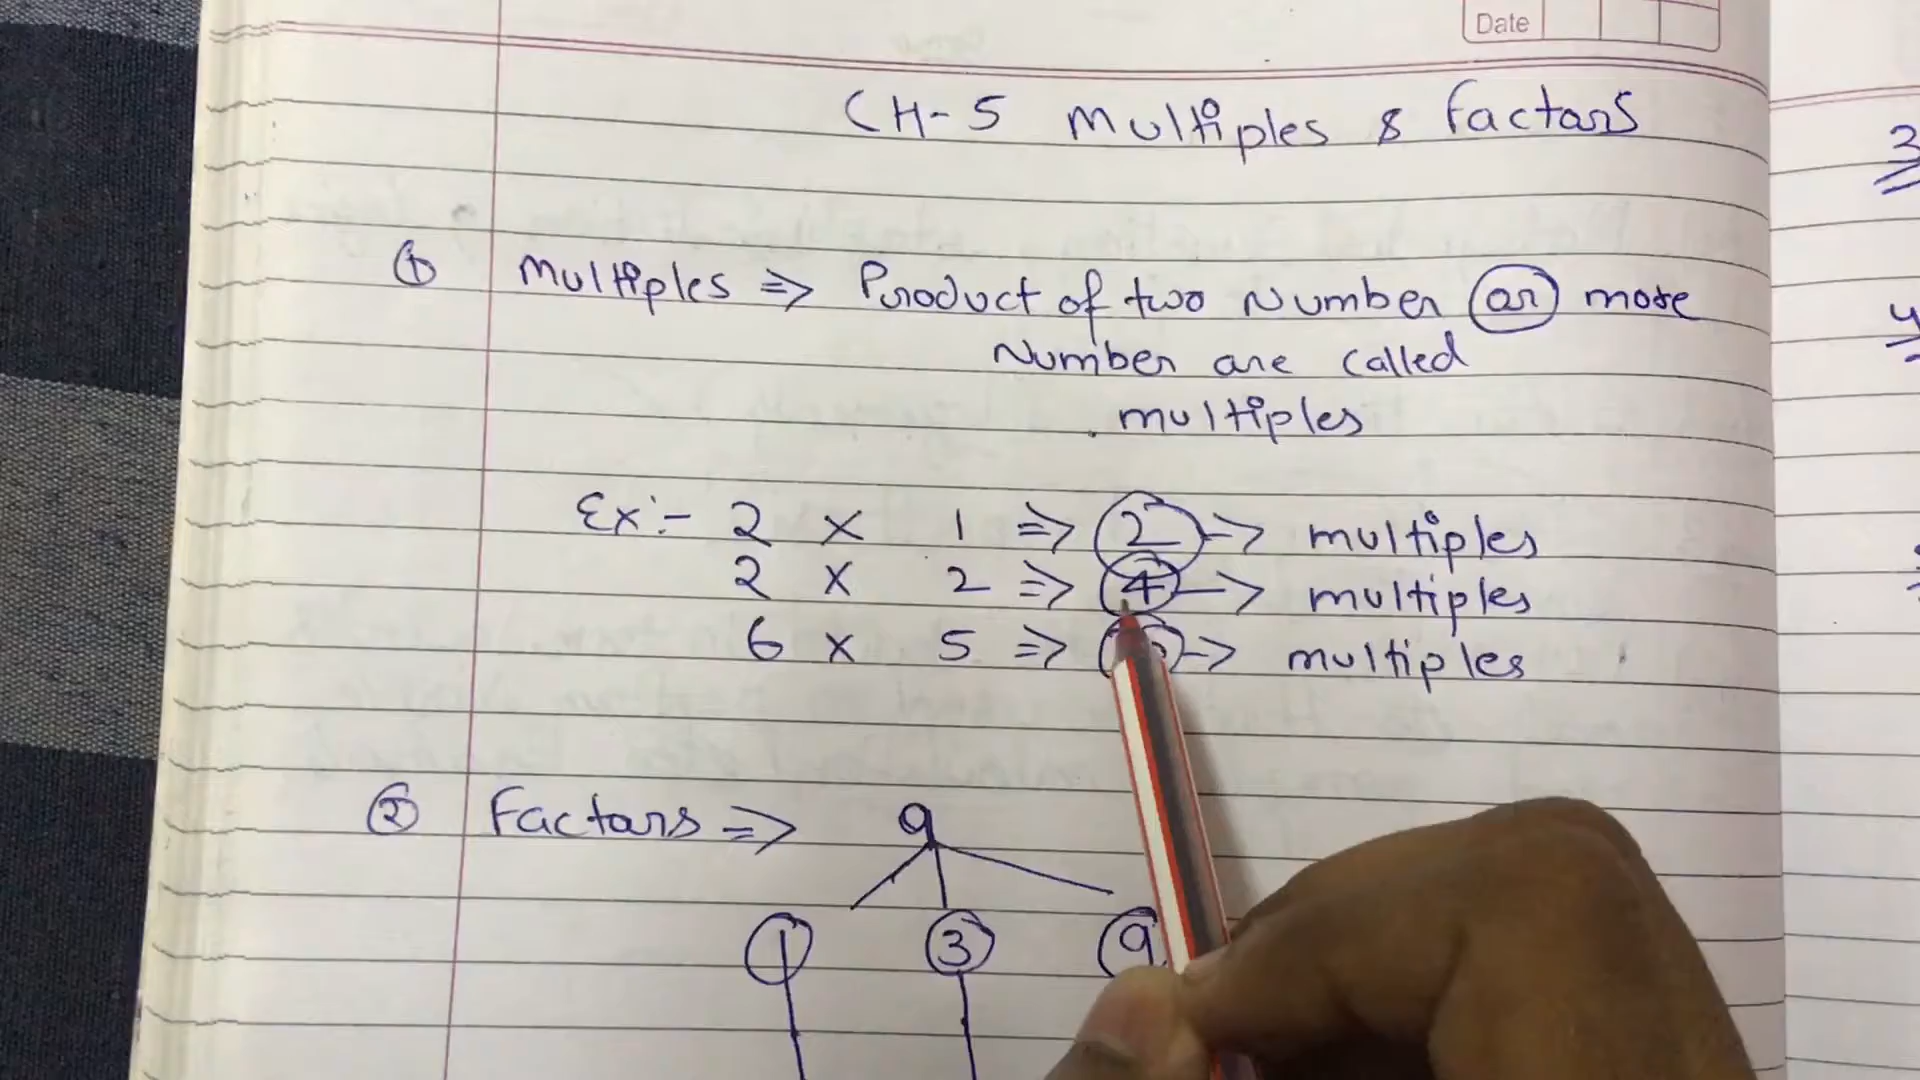 Date
CH-5 Multiples & factors
① Multiples => Product of two Number or more
Number are called
multiples
Ex:- 2 x 1 => 2 -> multiples
2 x 2 => 4 -> multiples
6 x 5 => -> multiples
② Factors => 9
1 3 9